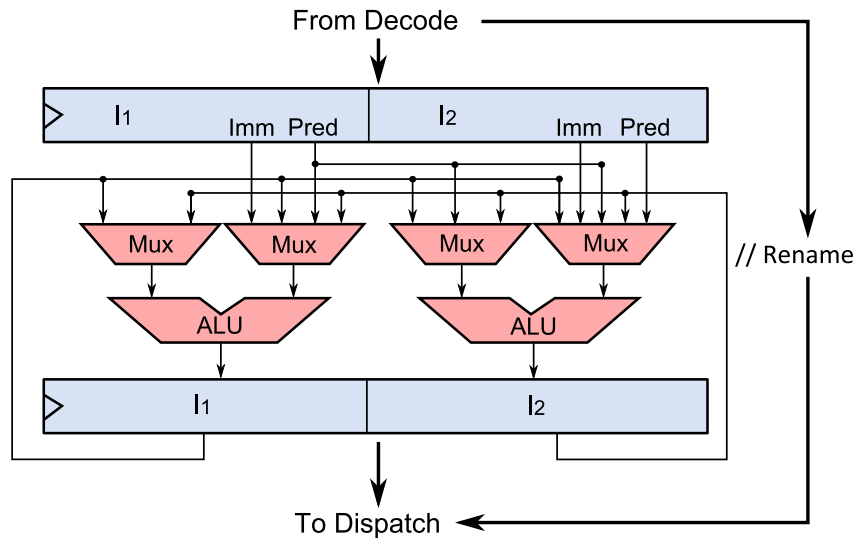 From Decode
I1 I2
Imm Pred Imm Pred
Mux Mux Mux Mux
// Rename
ALU ALU
I1 I2
To Dispatch